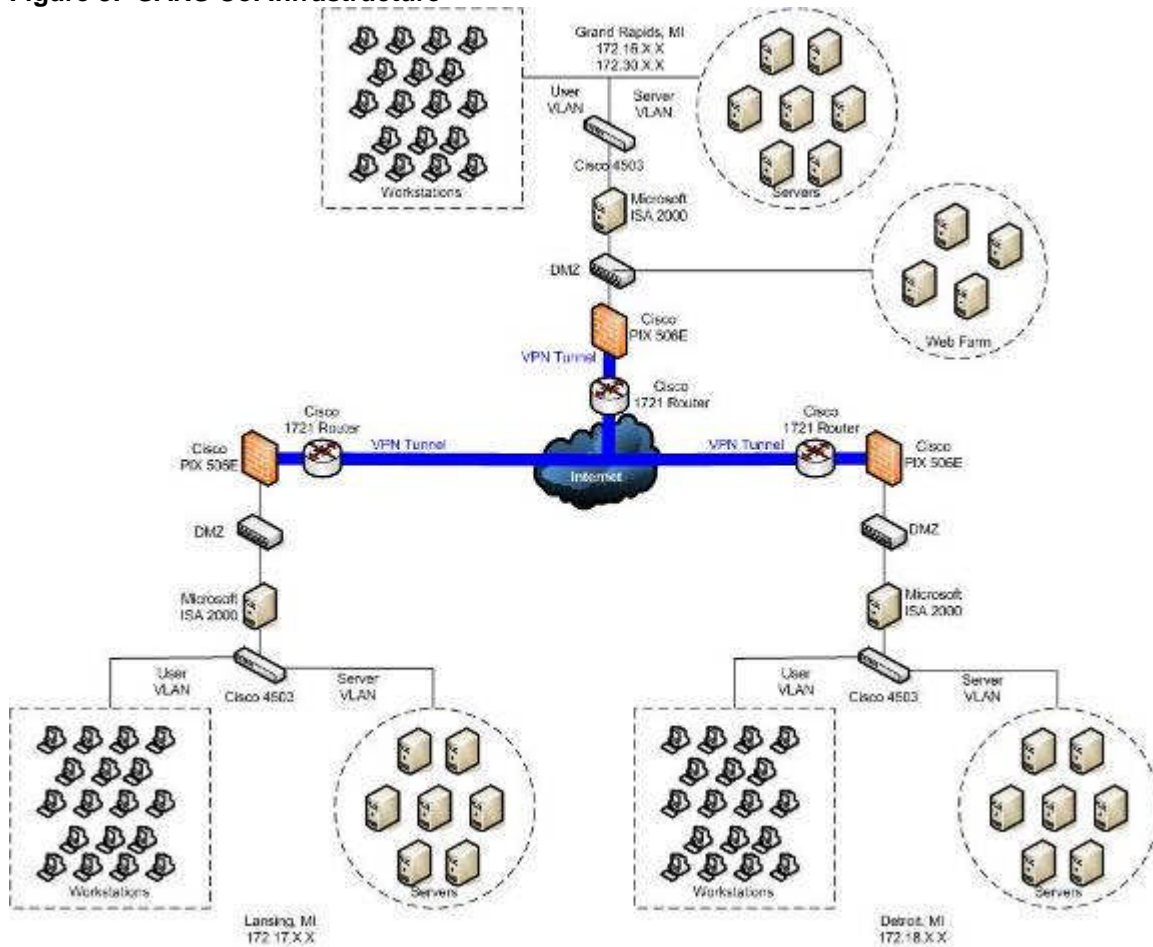 Grand Rapids, MI
172.16.X.X
172.30.X.X
User
VLAN
Server
VLAN
Cisco 4503
Workstations
Servers
Microsoft
ISA 2000
DMZ
Web Farm
Cisco
PIX 506E
VPN Tunnel
Cisco
1721 Router
Cisco
1721 Router
Cisco
1721 Router
Cisco
PIX 506E
VPN Tunnel
VPN Tunnel
Cisco
PIX 506E
Internet
DMZ
DMZ
Microsoft
ISA 2000
Microsoft
ISA 2000
User
VLAN
Server
VLAN
Cisco 4503
User
VLAN
Server
VLAN
Cisco 4503
Workstations
Servers
Workstations
Servers
Lansing, MI
172.17.X.X
Detroit, MI
172.18.X.X